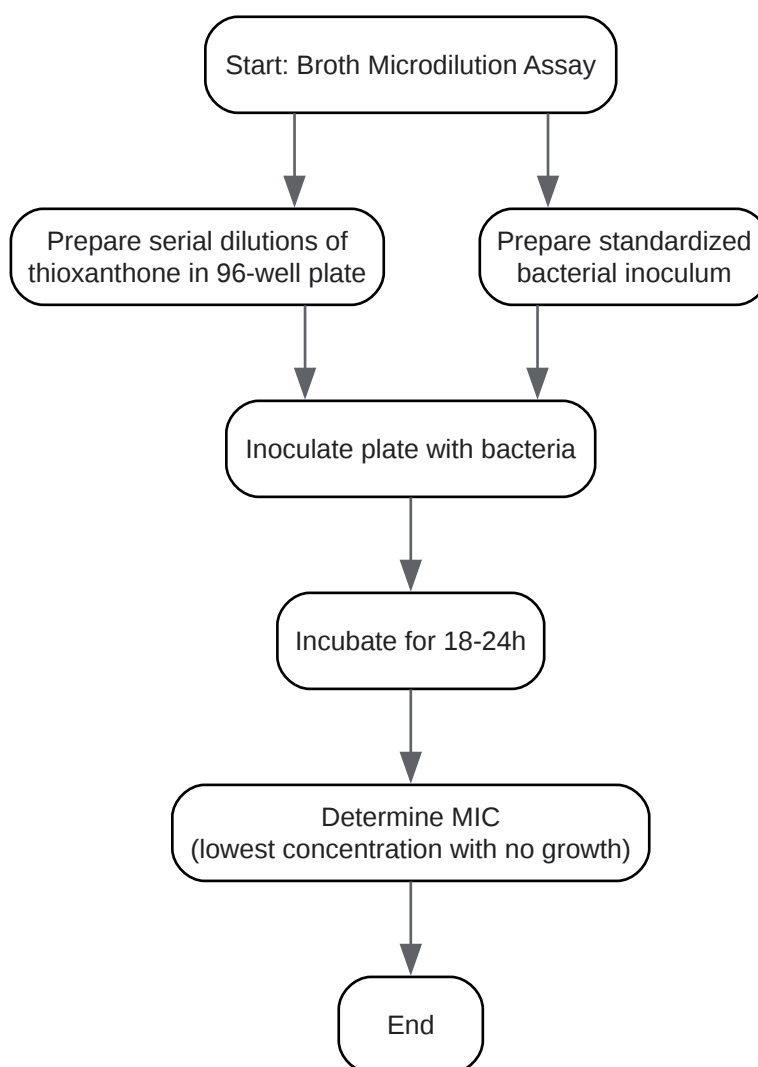 Start: Broth Microdilution Assay
Prepare serial dilutions of
thioxanthone in 96-well plate
Prepare standardized
bacterial inoculum
Inoculate plate with bacteria
Incubate for 18-24h
Determine MIC
(lowest concentration with no growth)
End